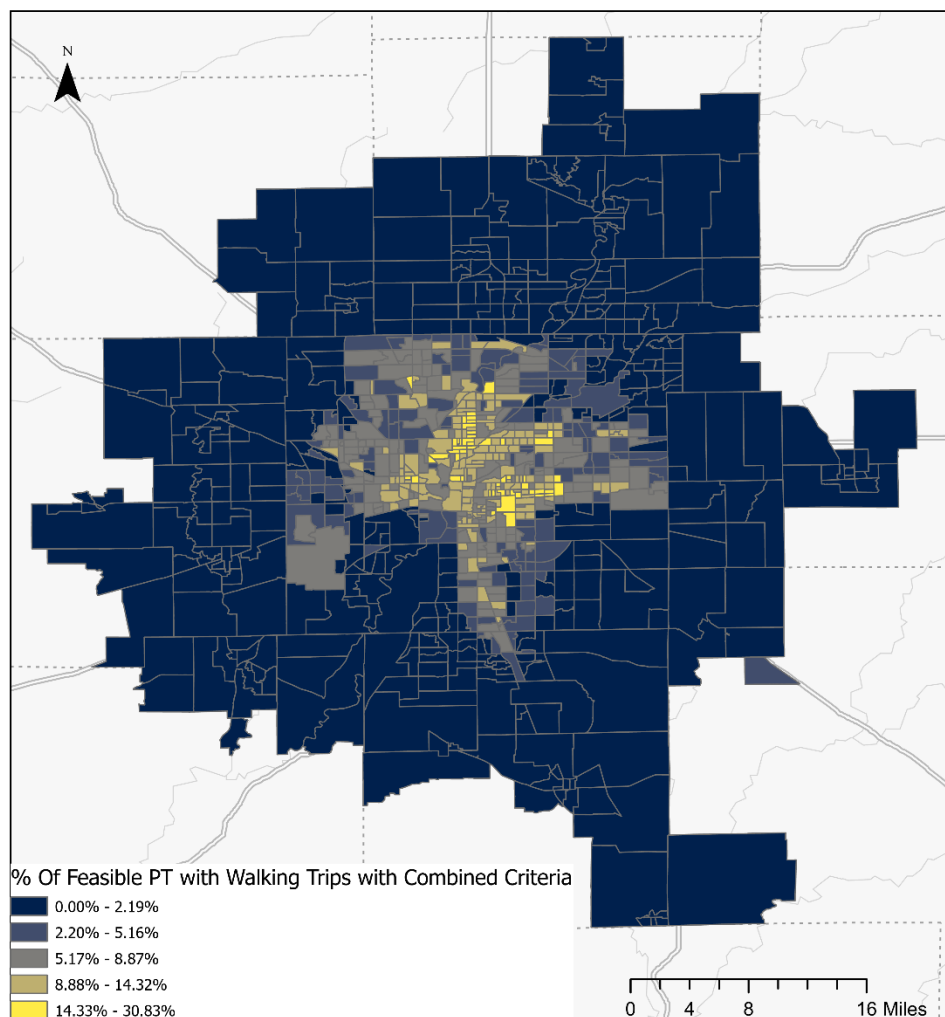 N
% Of Feasible PT with Walking Trips with Combined Criteria
0.00% - 2.19%
2.20% - 5.16%
5.17% - 8.87%
8.88% - 14.32%
14.33% - 30.83%
0 4 8 16 Miles